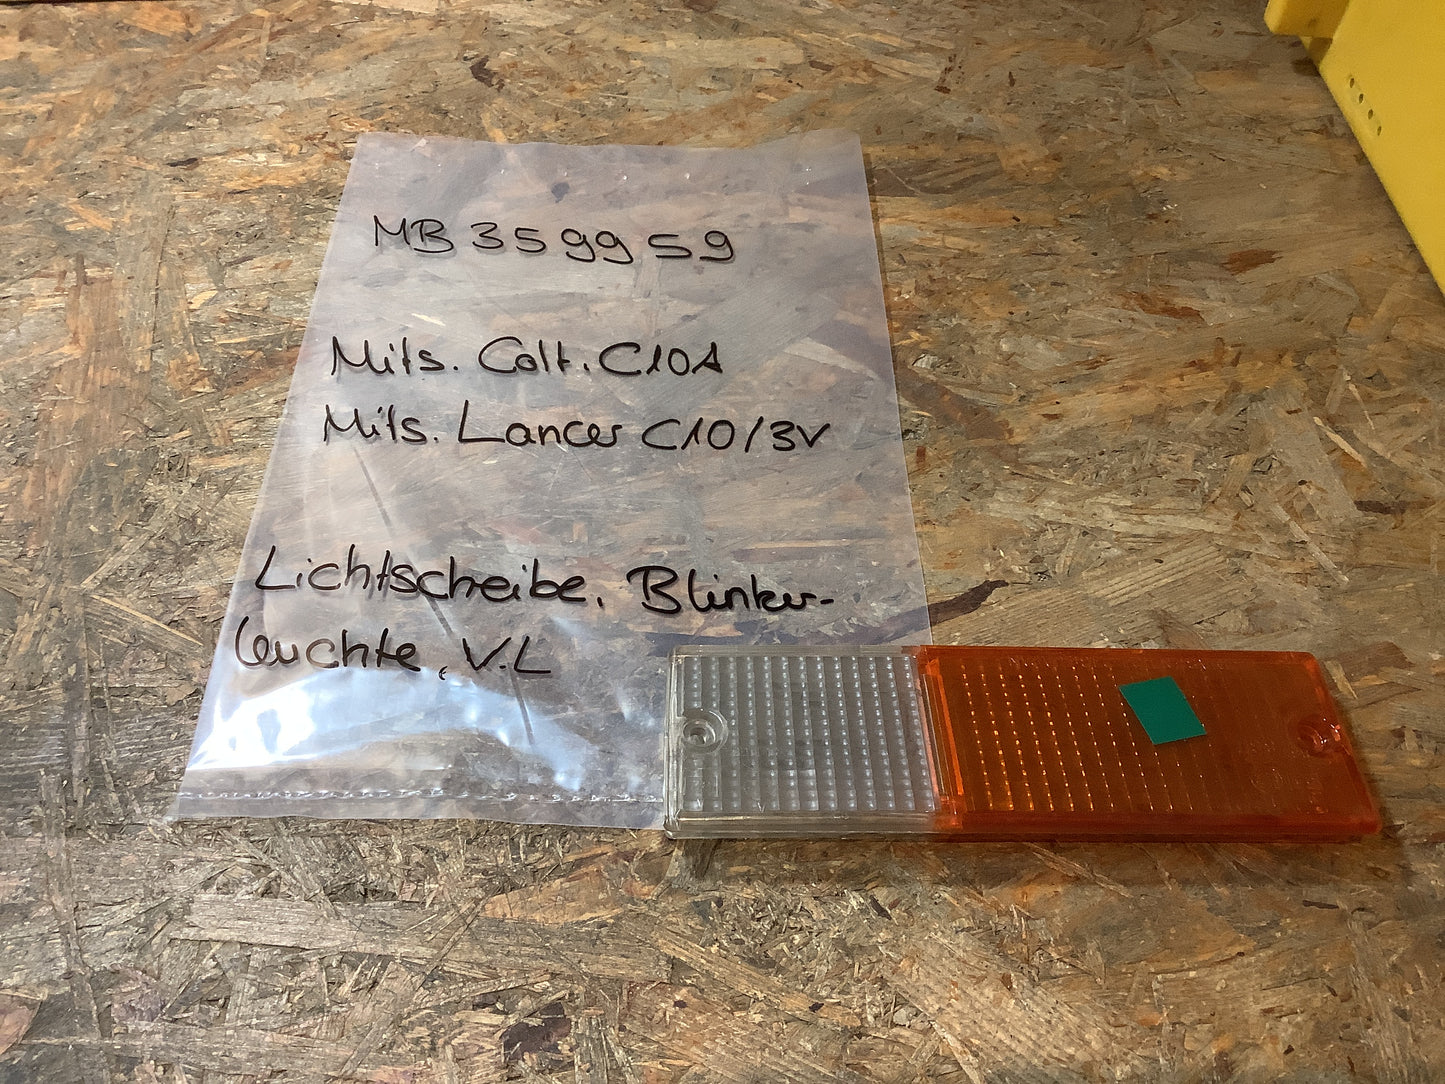 MB 359959
Mits. Colt. C10A
Mits. Lancer C10/3V
Lichtscheibe, Blinker-
leuchte, V.L